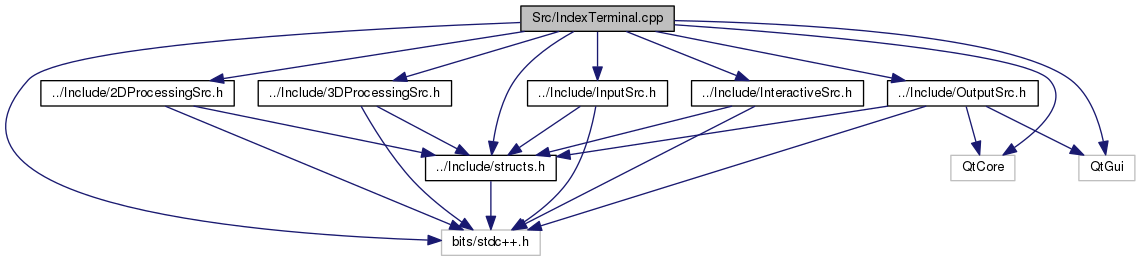 Src/IndexTerminal.cpp
../Include/2DProcessingSrc.h
../Include/3DProcessingSrc.h
../Include/InputSrc.h
../Include/InteractiveSrc.h
../Include/OutputSrc.h
../Include/structs.h
QtCore
QtGui
bits/stdc++.h